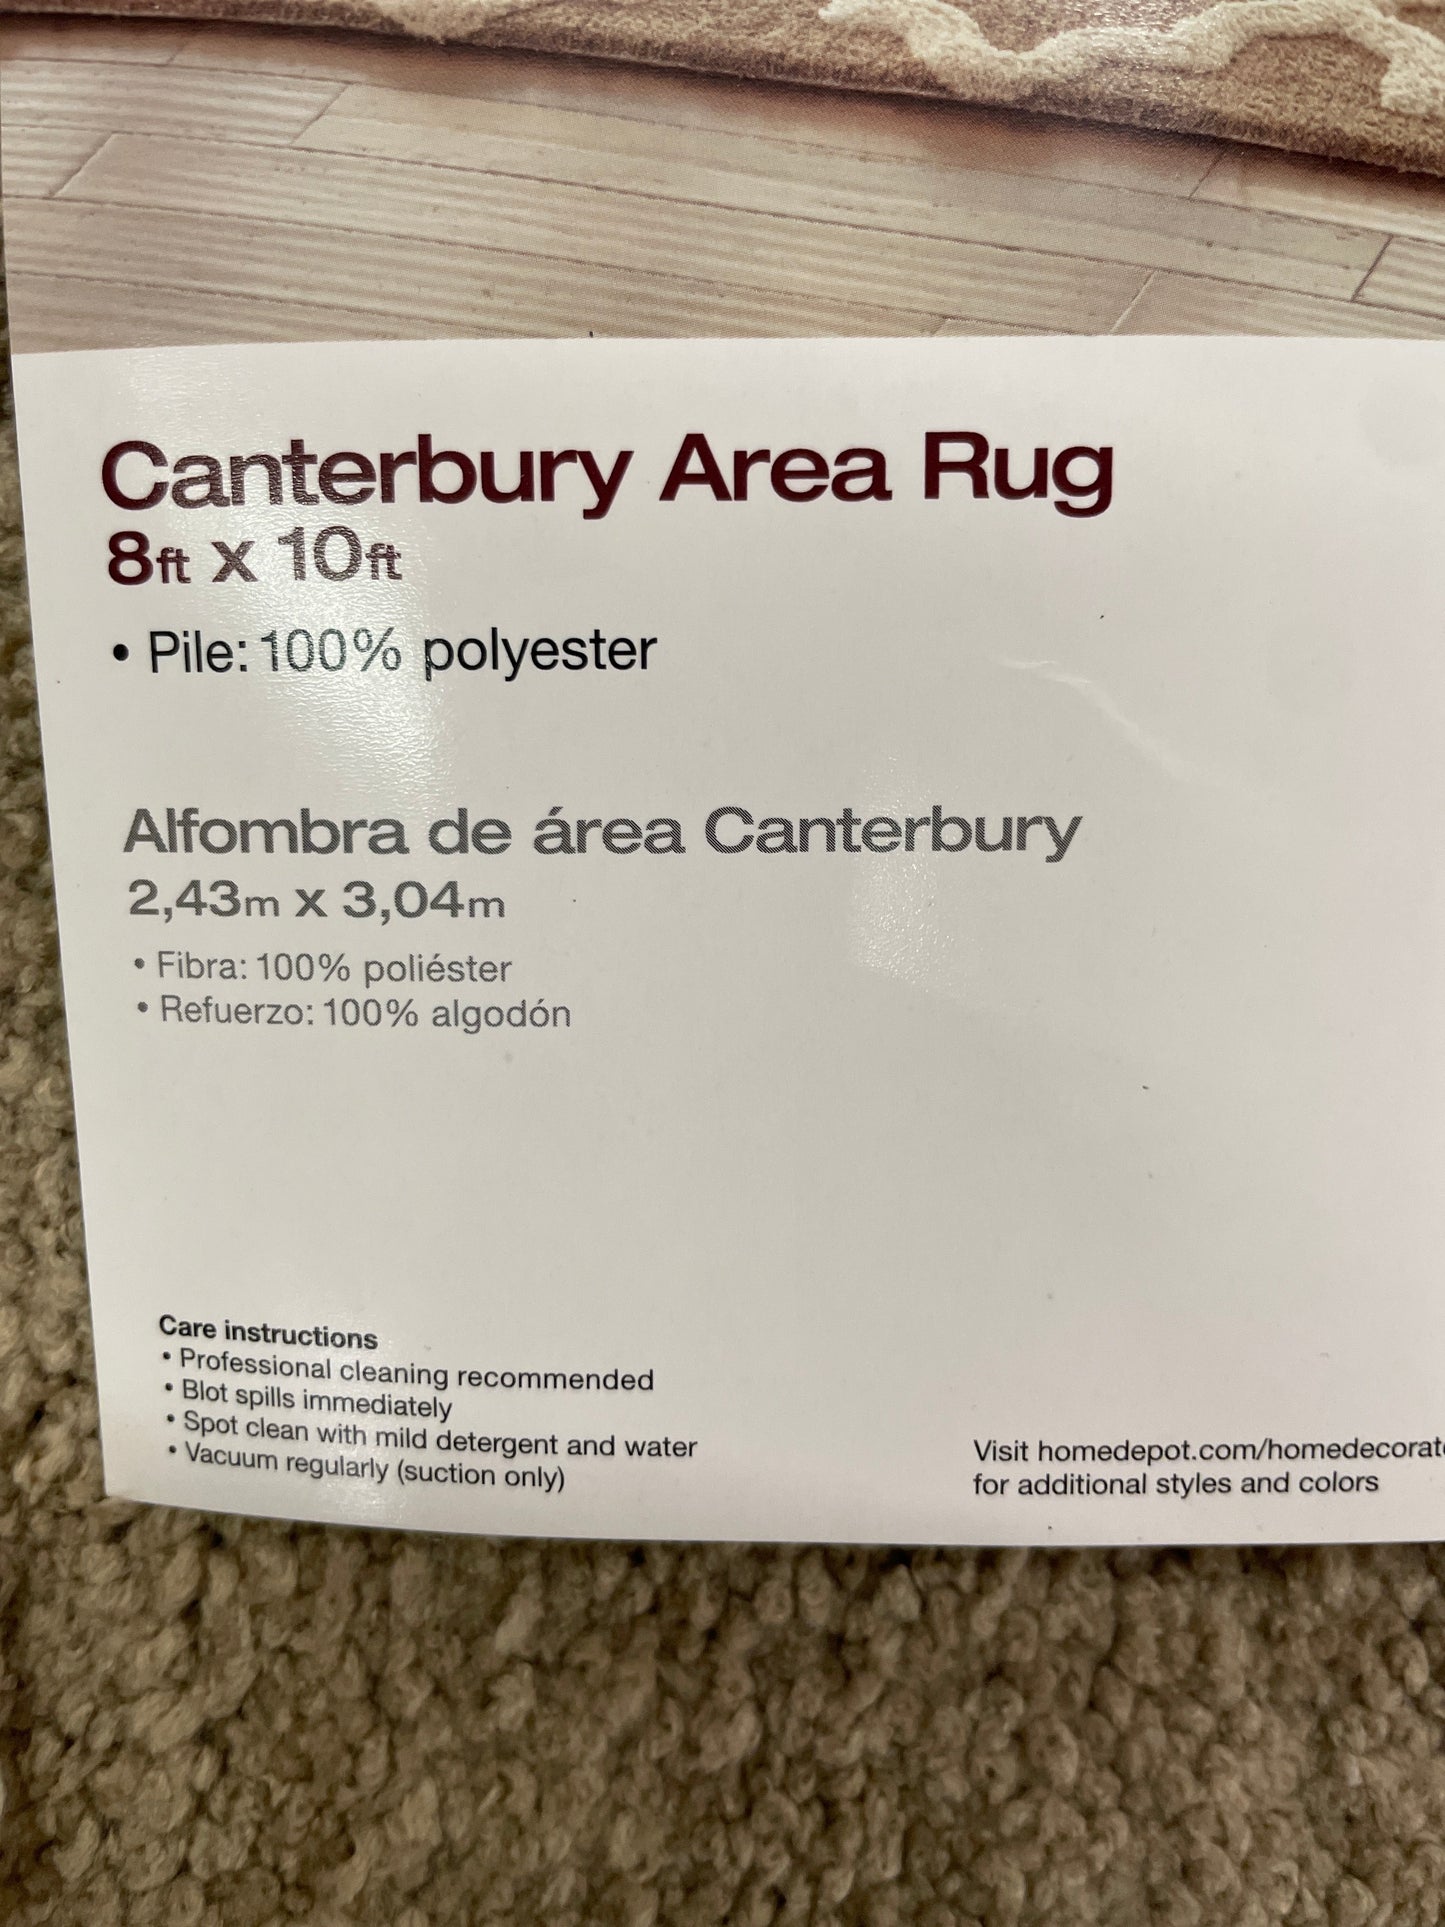 Canterbury Area Rug
8ft x 10ft
• Pile: 100% polyester
Alfombra de área Canterbury
2,43m x 3,04m
• Fibra: 100% poliéster
• Refuerzo: 100% algodón
Care instructions
• Professional cleaning recommended
• Blot spills immediately
• Spot clean with mild detergent and water
• Vacuum regularly (suction only)
Visit homedepot.com/homedecorat
for additional styles and colors